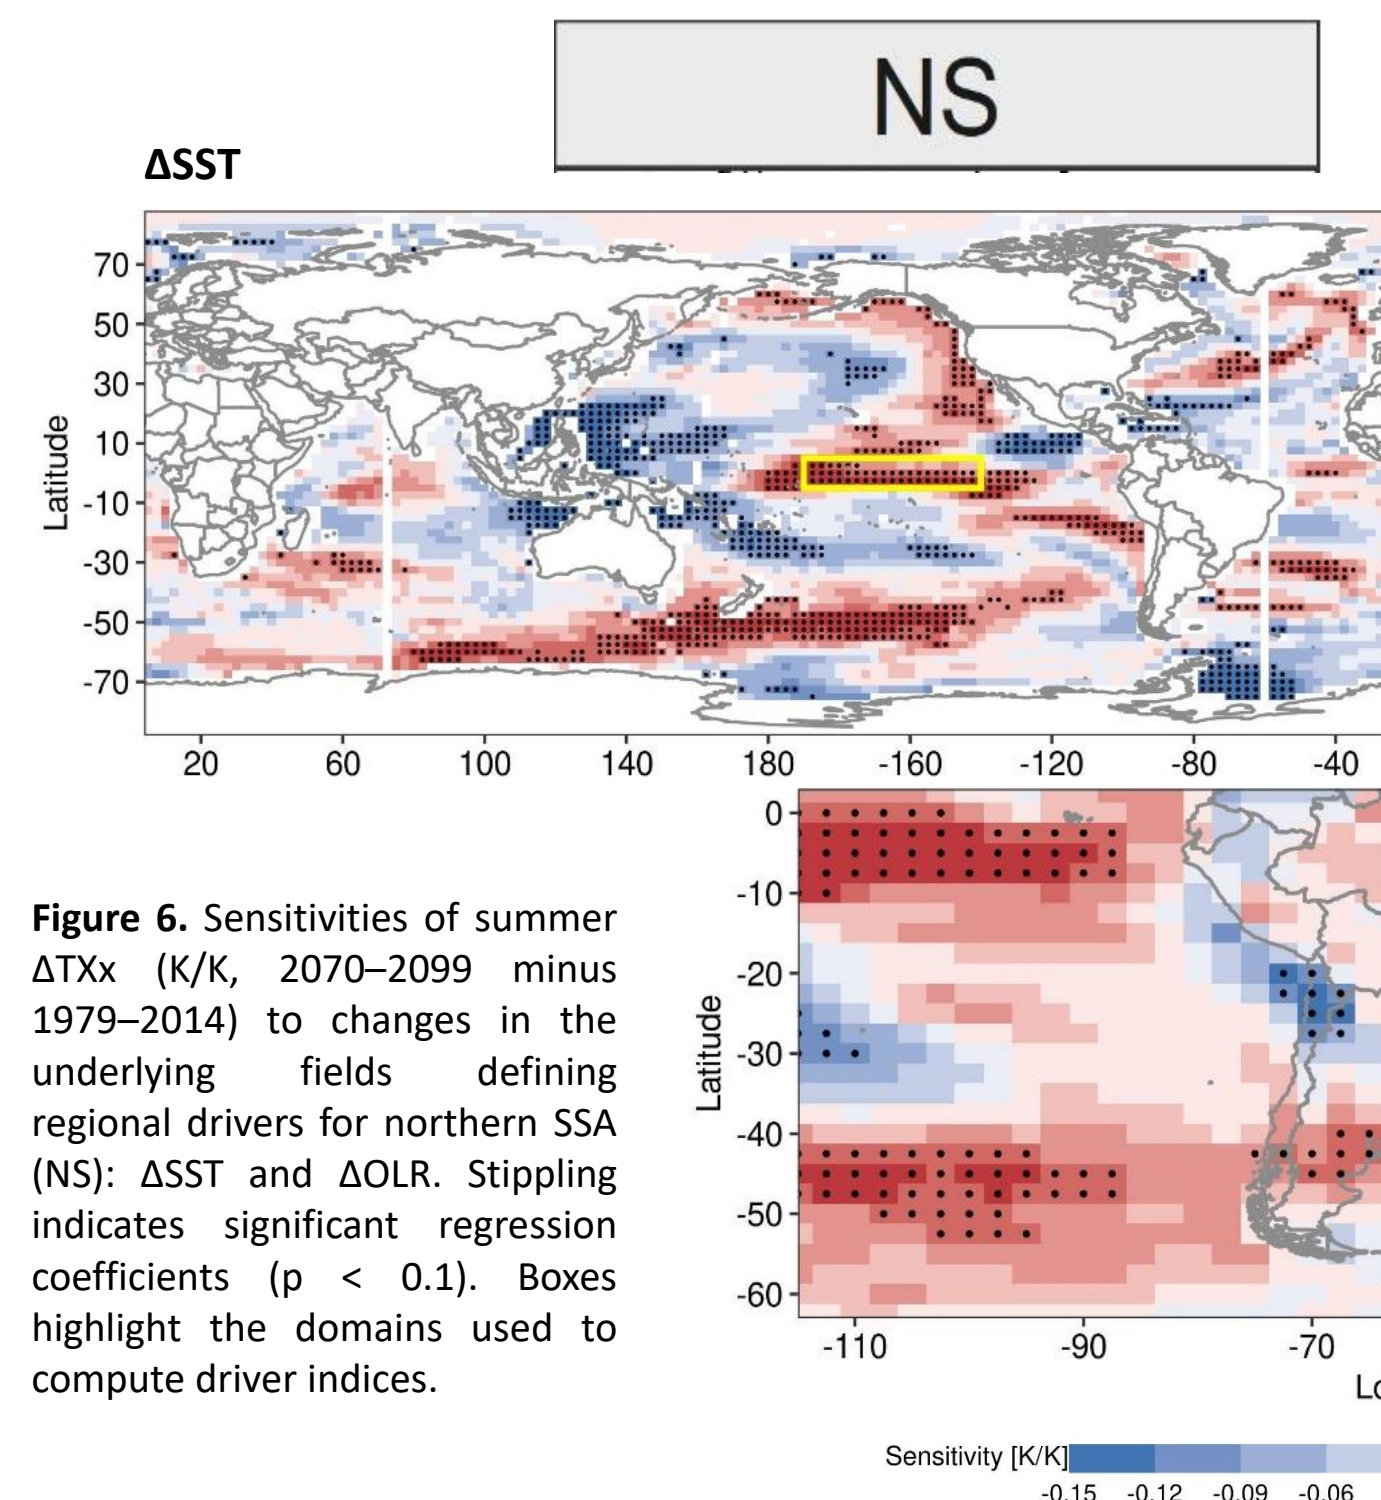 NS
ΔSST
Latitude
70
50
30
10
-10
-30
-50
-70
20 60 100 140 180 -160 -120 -80 -40
Figure 6. Sensitivities of summer
ΔTXx (K/K, 2070–2099 minus
1979–2014) to changes in the
underlying fields defining
regional drivers for northern SSA
(NS): ΔSST and ΔOLR. Stippling
indicates significant regression
coefficients (p < 0.1). Boxes
highlight the domains used to
compute driver indices.
Latitude
0
-10
-20
-30
-40
-50
-60
-110 -90 -70
Sensitivity [K/K]
-0.15 -0.12 -0.09 -0.06